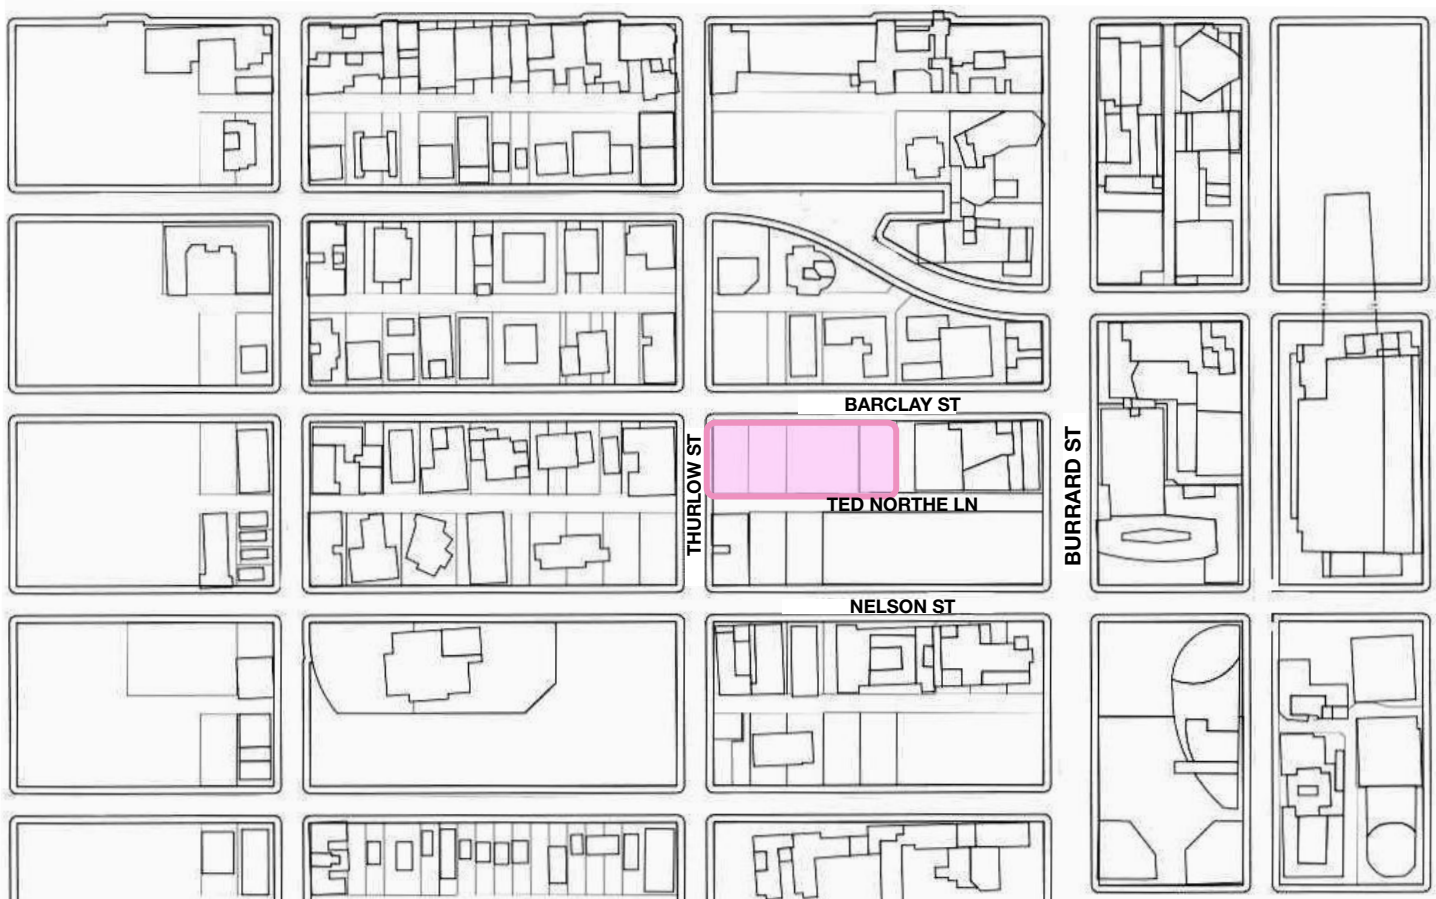 BARCLAY ST
THURLOW ST
BURRARD ST
TED NORTHE LN
NELSON ST